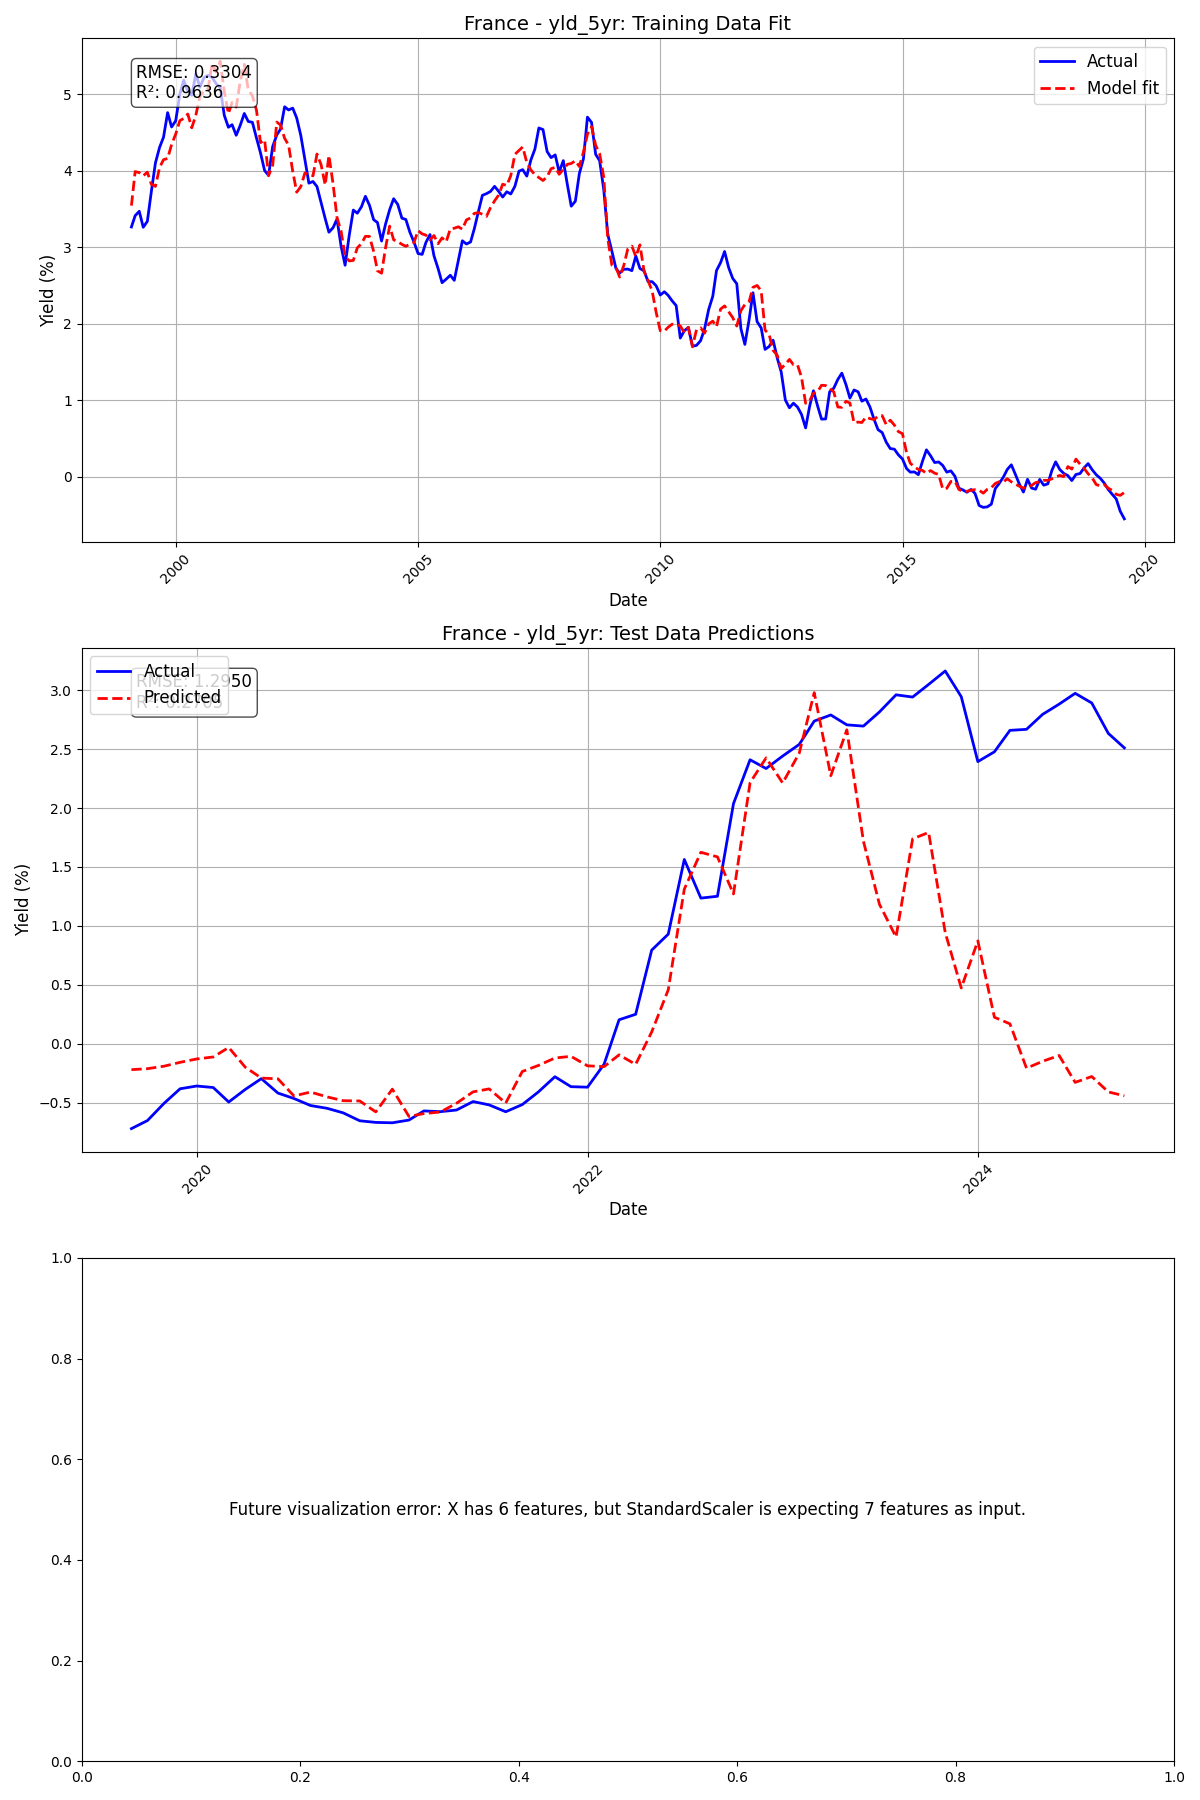 France - yld_5yr: Training Data Fit
RMSE: 0.3304
R²: 0.9636
Actual
Model fit
Yield (%)
5
4
3
2
1
0
2000
2005
2010
2015
2020
Date
France - yld_5yr: Test Data Predictions
Actual
Predicted
RMSE: 1.2950
Yield (%)
3.0
2.5
2.0
1.5
1.0
0.5
0.0
−0.5
2020
2022
2024
Date
1.0
0.8
0.6
0.4
0.2
0.0
Future visualization error: X has 6 features, but StandardScaler is expecting 7 features as input.
0.0
0.2
0.4
0.6
0.8
1.0